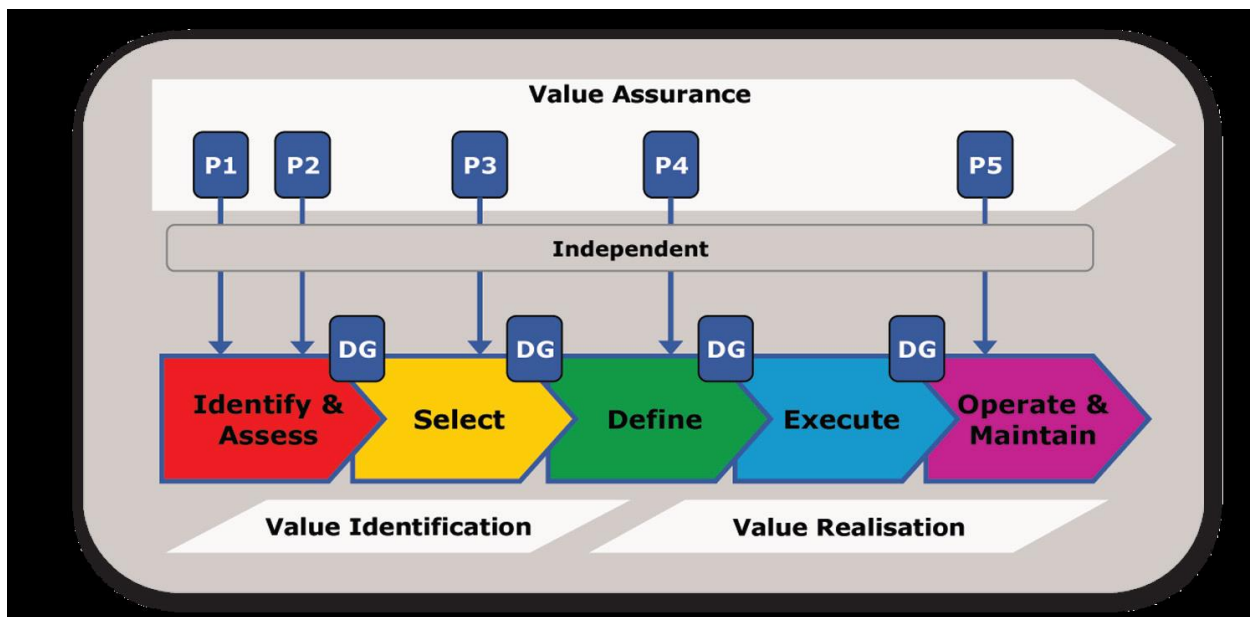 Value Assurance
P1
P2
P3
P4
P5
Independent
DG
DG
DG
DG
Identify &
Assess
Select
Define
Execute
Operate &
Maintain
Value Identification
Value Realisation